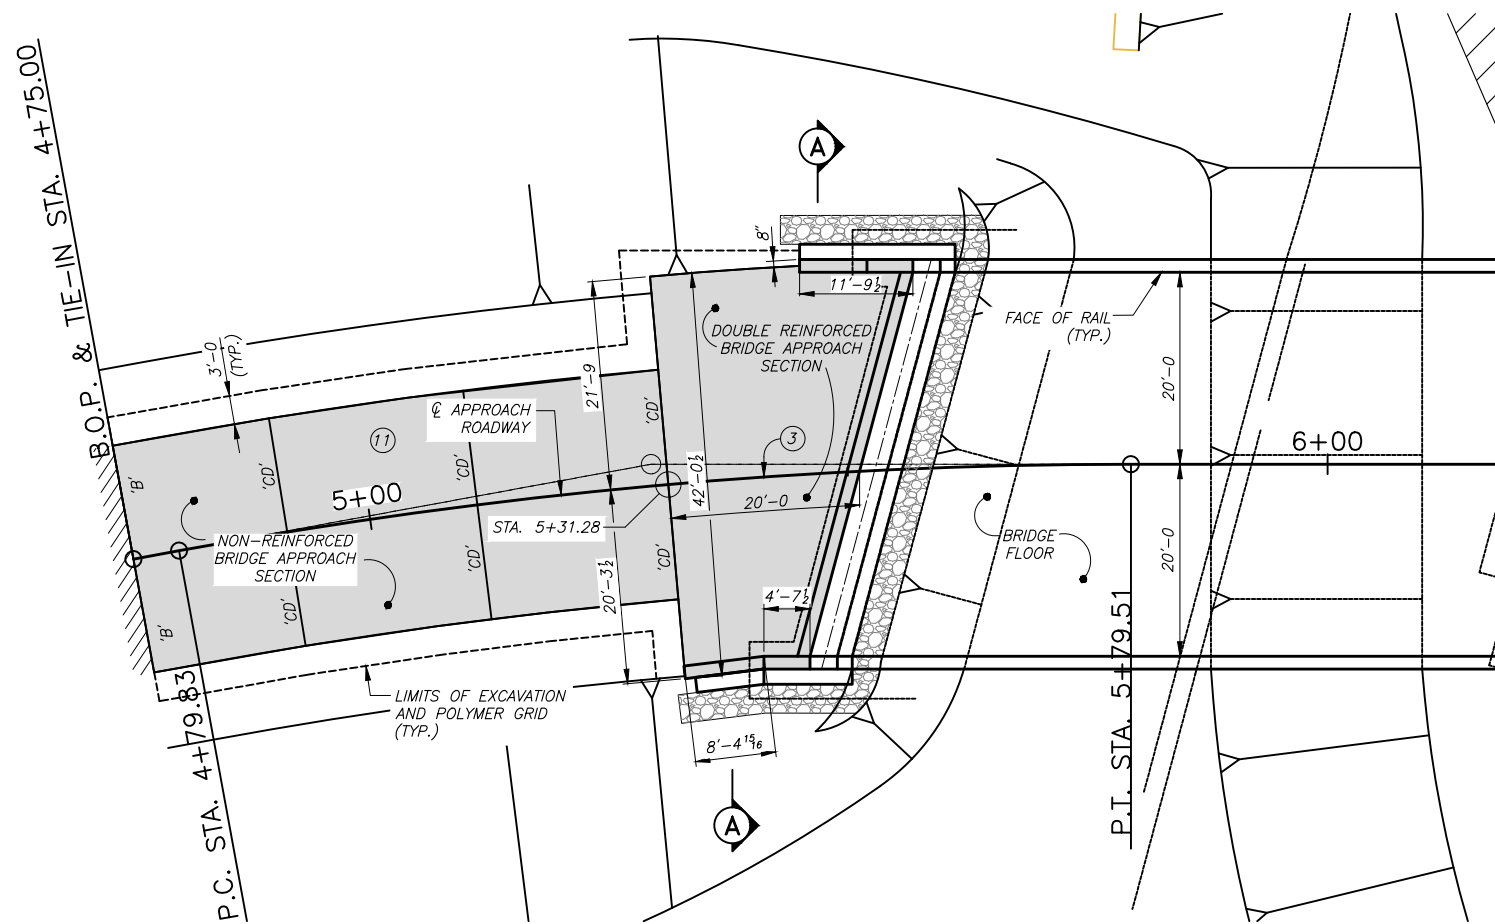 B.O.P. & TIE-IN STA. 4+75.00
A
8"
11'-9½
FACE OF RAIL
(TYP.)
DOUBLE REINFORCED
BRIDGE APPROACH
SECTION
3'-0
(TYP.)
21'-9
20'-0
℄ APPROACH
ROADWAY
'CD'
11
3
6+00
'B'
'CD'
'CD'
5+00
42'-0½
20'-0
STA. 5+31.28
NON-REINFORCED
BRIDGE APPROACH
SECTION
'CD'
'CD'
BRIDGE
FLOOR
20'-0
20'-3½
4'-7½
'B'
'CD'
P.C. STA. 4+79.83
P.T. STA. 5+79.51
LIMITS OF EXCAVATION
AND POLYMER GRID
(TYP.)
8'-4 15/16
A